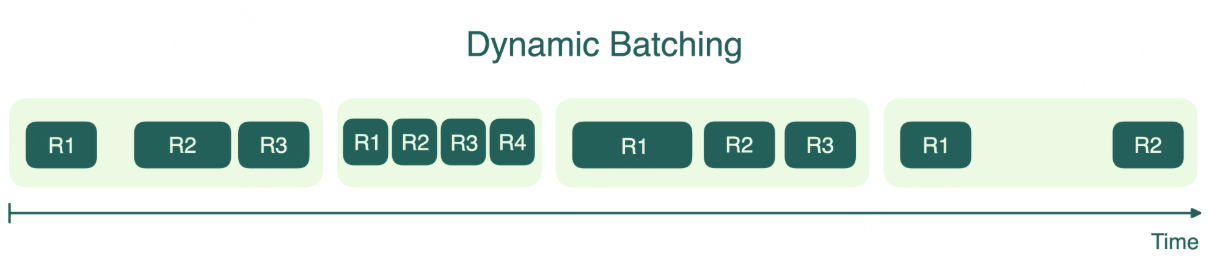 Dynamic Batching
R1 R2 R3 R1 R2 R3 R4 R1 R2 R3 R1 R2
Time